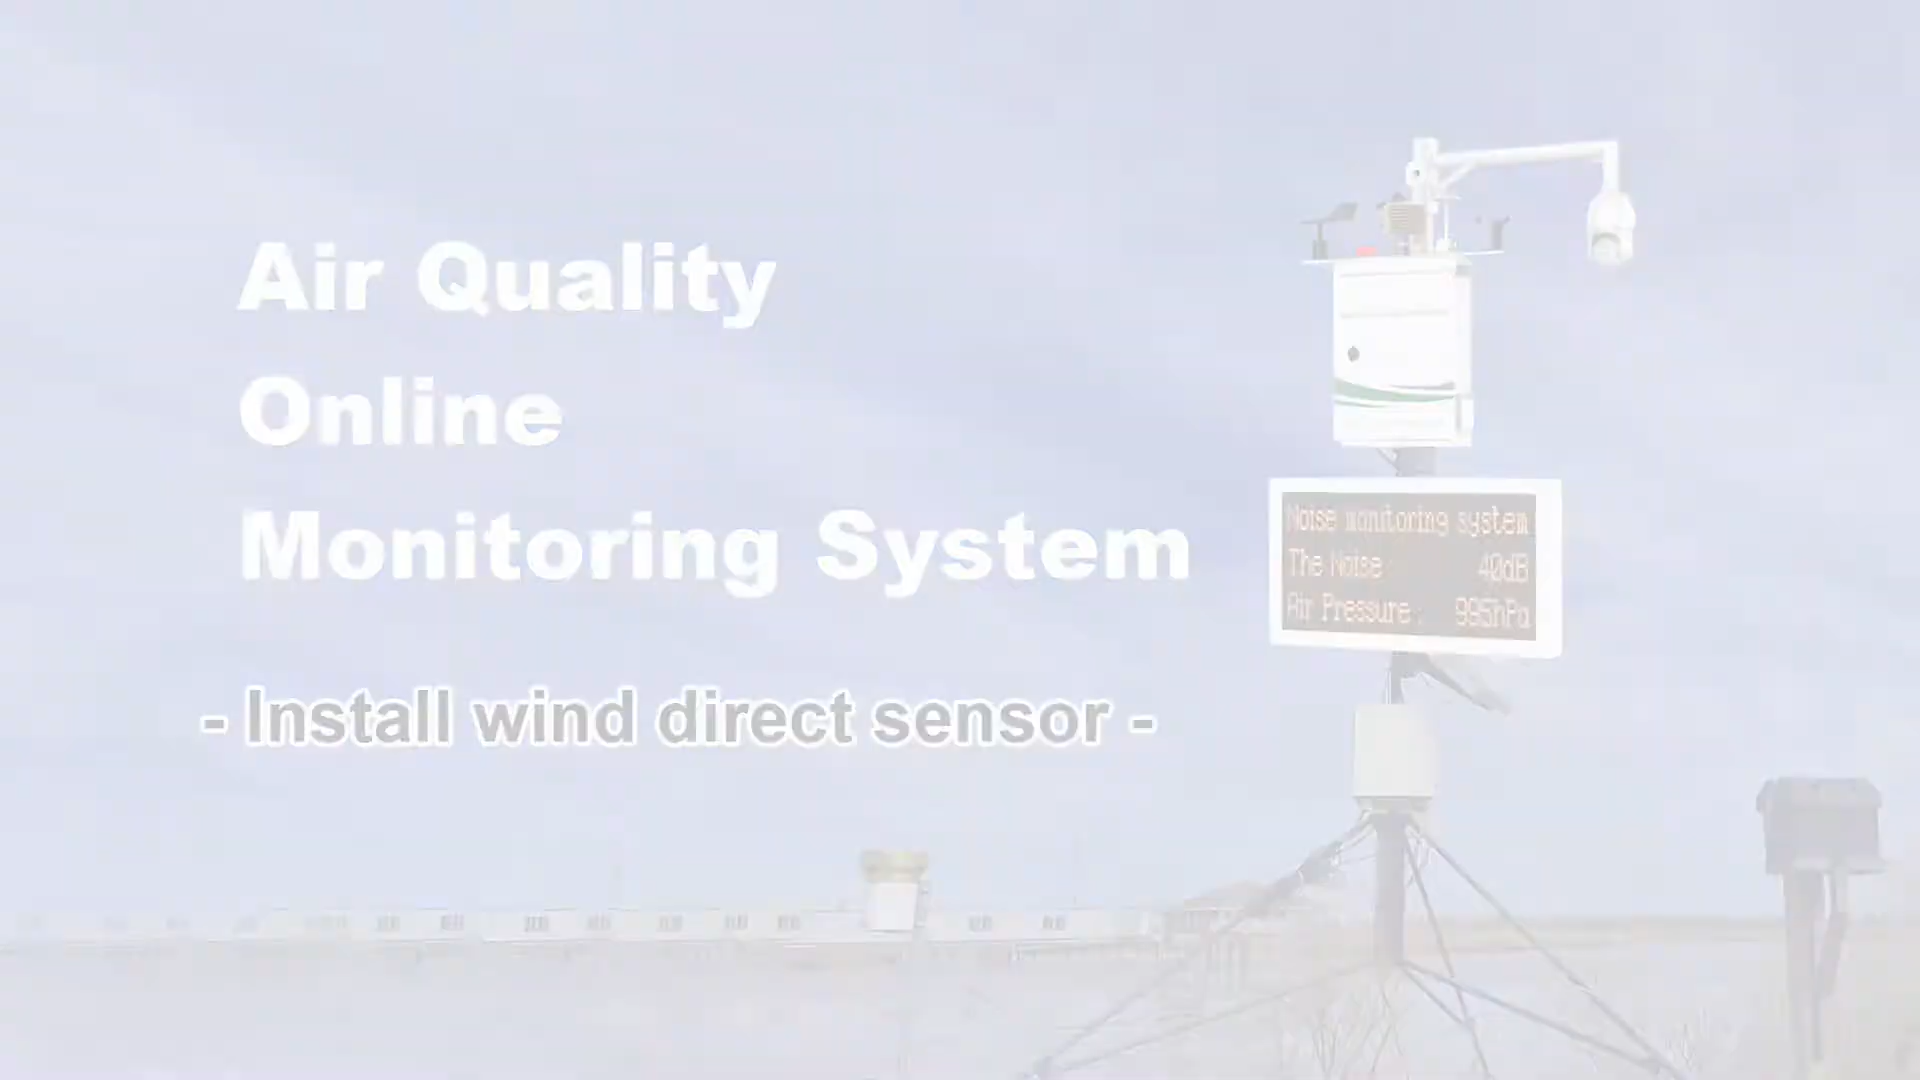 Air Quality
Online
Monitoring System
- Install wind direct sensor -
Noise monitoring system
The Noise 40dB
Air Pressure: 995hPa